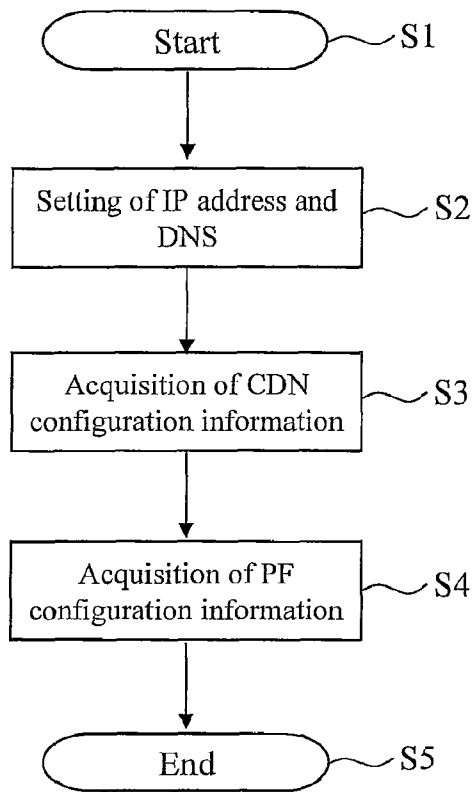 Start
S1
Setting of IP address and
DNS
S2
Acquisition of CDN
configuration information
S3
Acquisition of PF
configuration information
S4
End
S5